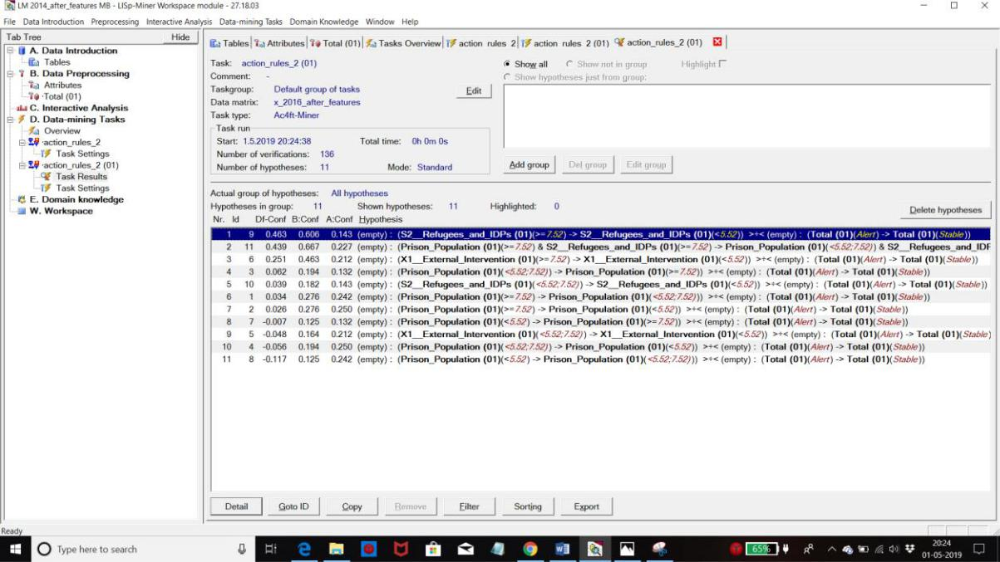 LM 2014_after_features MB - LISp-Miner Workspace module - 27.18.03
File Data Introduction Preprocessing Interactive Analysis Data-mining Tasks Domain Knowledge Window Help
Tab Tree Hide
A. Data Introduction
Tables
B. Data Preprocessing
Attributes
Total (01)
C. Interactive Analysis
D. Data-mining Tasks
Overview
action_rules_2
Task Settings
action_rules_2 (01)
Task Results
Task Settings
E. Domain knowledge
W. Workspace
Tables Attributes Total (01) Tasks Overview action rules 2 action rules 2 (01) action_rules_2 (01)
Task: action_rules_2 (01)
Comment: -
Taskgroup: Default group of tasks
Edit
Data matrix: x_2016_after_features
Task type: Ac4ft-Miner
Task run
Start: 1.5.2019 20:24:38 Total time: 0h 0m 0s
Number of verifications: 136
Number of hypotheses: 11 Mode: Standard
Show all Show not in group Highlight
Show hypotheses just from group:
Add group Del group Edit group
Actual group of hypotheses: All hypotheses
Hypotheses in group: 11 Shown hypotheses: 11 Highlighted: 0
Delete hypotheses
Nr. Id Df-Conf B:Conf A:Conf Hypothesis
1 9 0.463 0.606 0.143 (empty) : (S2__Refugees_and_IDPs (01)(>=7.52) -> S2__Refugees_and_IDPs (01)(<5.52)) >÷< (empty) : (Total (01)(Alert) -> Total (01)(Stable))
2 11 0.439 0.667 0.227 (empty) : (Prison_Population (01)(>=7.52) & S2__Refugees_and_IDPs (01)(>=7.52) -> Prison_Population (01)(<5.52;7.52)) & S2__Refugees_and_IDF
3 6 0.251 0.463 0.212 (empty) : (X1__External_Intervention (01)(>=7.52) -> X1__External_Intervention (01)(<5.52)) >÷< (empty) : (Total (01)(Alert) -> Total (01)(Stable))
4 3 0.062 0.194 0.132 (empty) : (Prison_Population (01)(<5.52;7.52)) -> Prison_Population (01)(>=7.52)) >÷< (empty) : (Total (01)(Alert) -> Total (01)(Stable))
5 10 0.039 0.182 0.143 (empty) : (S2__Refugees_and_IDPs (01)(<5.52;7.52)) -> S2__Refugees_and_IDPs (01)(<5.52)) >÷< (empty) : (Total (01)(Alert) -> Total (01)(Stable))
6 1 0.034 0.276 0.242 (empty) : (Prison_Population (01)(>=7.52) -> Prison_Population (01)(<5.52;7.52))) >÷< (empty) : (Total (01)(Alert) -> Total (01)(Stable))
7 2 0.026 0.276 0.250 (empty) : (Prison_Population (01)(>=7.52) -> Prison_Population (01)(<5.52)) >÷< (empty) : (Total (01)(Alert) -> Total (01)(Stable))
8 7 -0.007 0.125 0.132 (empty) : (Prison_Population (01)(<5.52) -> Prison_Population (01)(>=7.52)) >÷< (empty) : (Total (01)(Alert) -> Total (01)(Stable))
9 5 -0.048 0.164 0.212 (empty) : (X1__External_Intervention (01)(<5.52;7.52)) -> X1__External_Intervention (01)(<5.52)) >÷< (empty) : (Total (01)(Alert) -> Total (01)(Stable)
10 4 -0.056 0.194 0.250 (empty) : (Prison_Population (01)(<5.52;7.52)) -> Prison_Population (01)(<5.52)) >÷< (empty) : (Total (01)(Alert) -> Total (01)(Stable))
11 8 -0.117 0.125 0.242 (empty) : (Prison_Population (01)(<5.52) -> Prison_Population (01)(<5.52;7.52))) >÷< (empty) : (Total (01)(Alert) -> Total (01)(Stable))
Detail Goto ID Copy Remove Filter Sorting Export
Ready
Type here to search
65%
20:24
01-05-2019